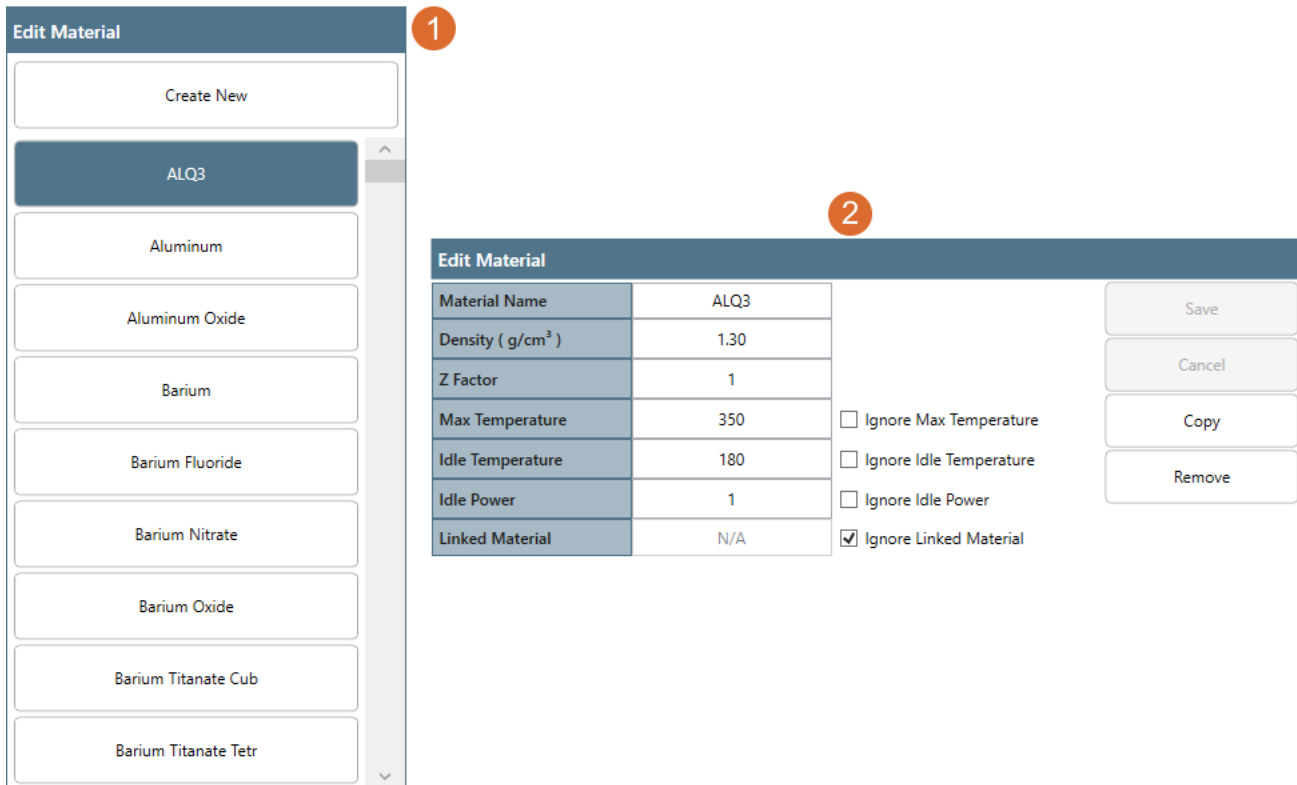 Edit Material
1
Create New
ALQ3
Aluminum
Aluminum Oxide
Barium
Barium Fluoride
Barium Nitrate
Barium Oxide
Barium Titanate Cub
Barium Titanate Tetr
2
Edit Material
Material Name ALQ3 Save
Density ( g/cm³ ) 1.30
Cancel
Z Factor 1
Max Temperature 350 Ignore Max Temperature Copy
Idle Temperature 180 Ignore Idle Temperature
Remove
Idle Power 1 Ignore Idle Power
Linked Material N/A Ignore Linked Material